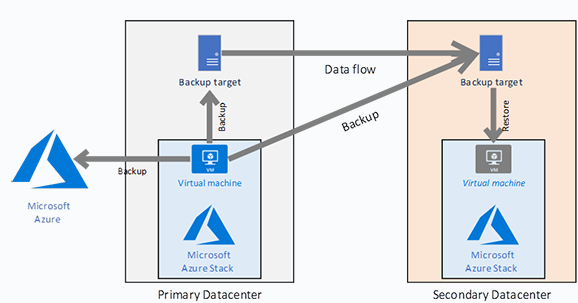 Backup target
Data flow
Backup target
Backup
Backup
Restore
VM
VM
Backup
Virtual machine
Virtual machine
Microsoft
Azure
Microsoft
Azure Stack
Microsoft
Azure Stack
Primary Datacenter
Secondary Datacenter